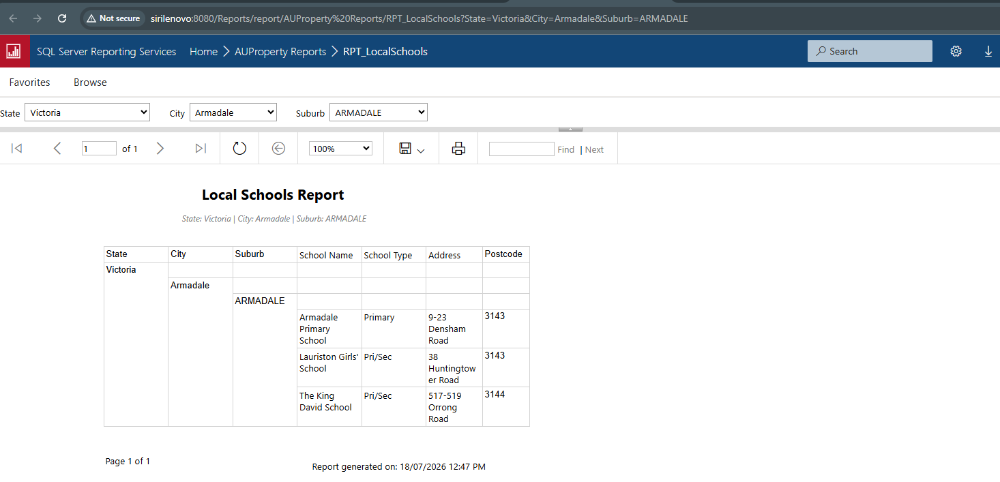 Not secure sirilenovo:8080/Reports/report/AUProperty%20Reports/RPT_LocalSchools?State=Victoria&City=Armadale&Suburb=ARMADALE
SQL Server Reporting Services Home AUProperty Reports RPT_LocalSchools Search
Favorites Browse
State Victoria City Armadale Suburb ARMADALE
1 of 1 100% Find | Next
Local Schools Report
State: Victoria | City: Armadale | Suburb: ARMADALE
State City Suburb School Name School Type Address Postcode
Victoria
Armadale
ARMADALE
Armadale Primary 9-23 3143
Primary Densham
School Road
Lauriston Girls' Pri/Sec 38 3143
School Huntingtow
er Road
The King Pri/Sec 517-519 3144
David School Orrong
Road
Page 1 of 1
Report generated on: 18/07/2026 12:47 PM